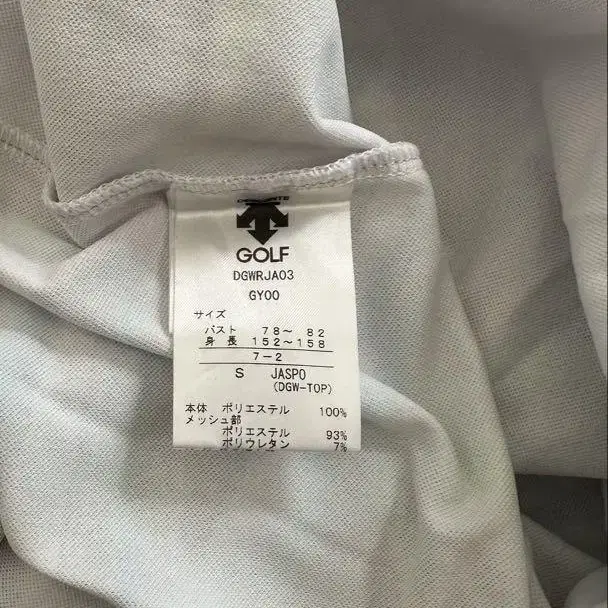 DESCENTE
GOLF
DGWRJA03
GY00
サイズ
バスト 78～ 82
身 長 152～158
7－2
S JASPO
(DGW-TOP)
本体 ポリエステル 100%
メッシュ部
ポリエステル 93%
ポリウレタン 7%